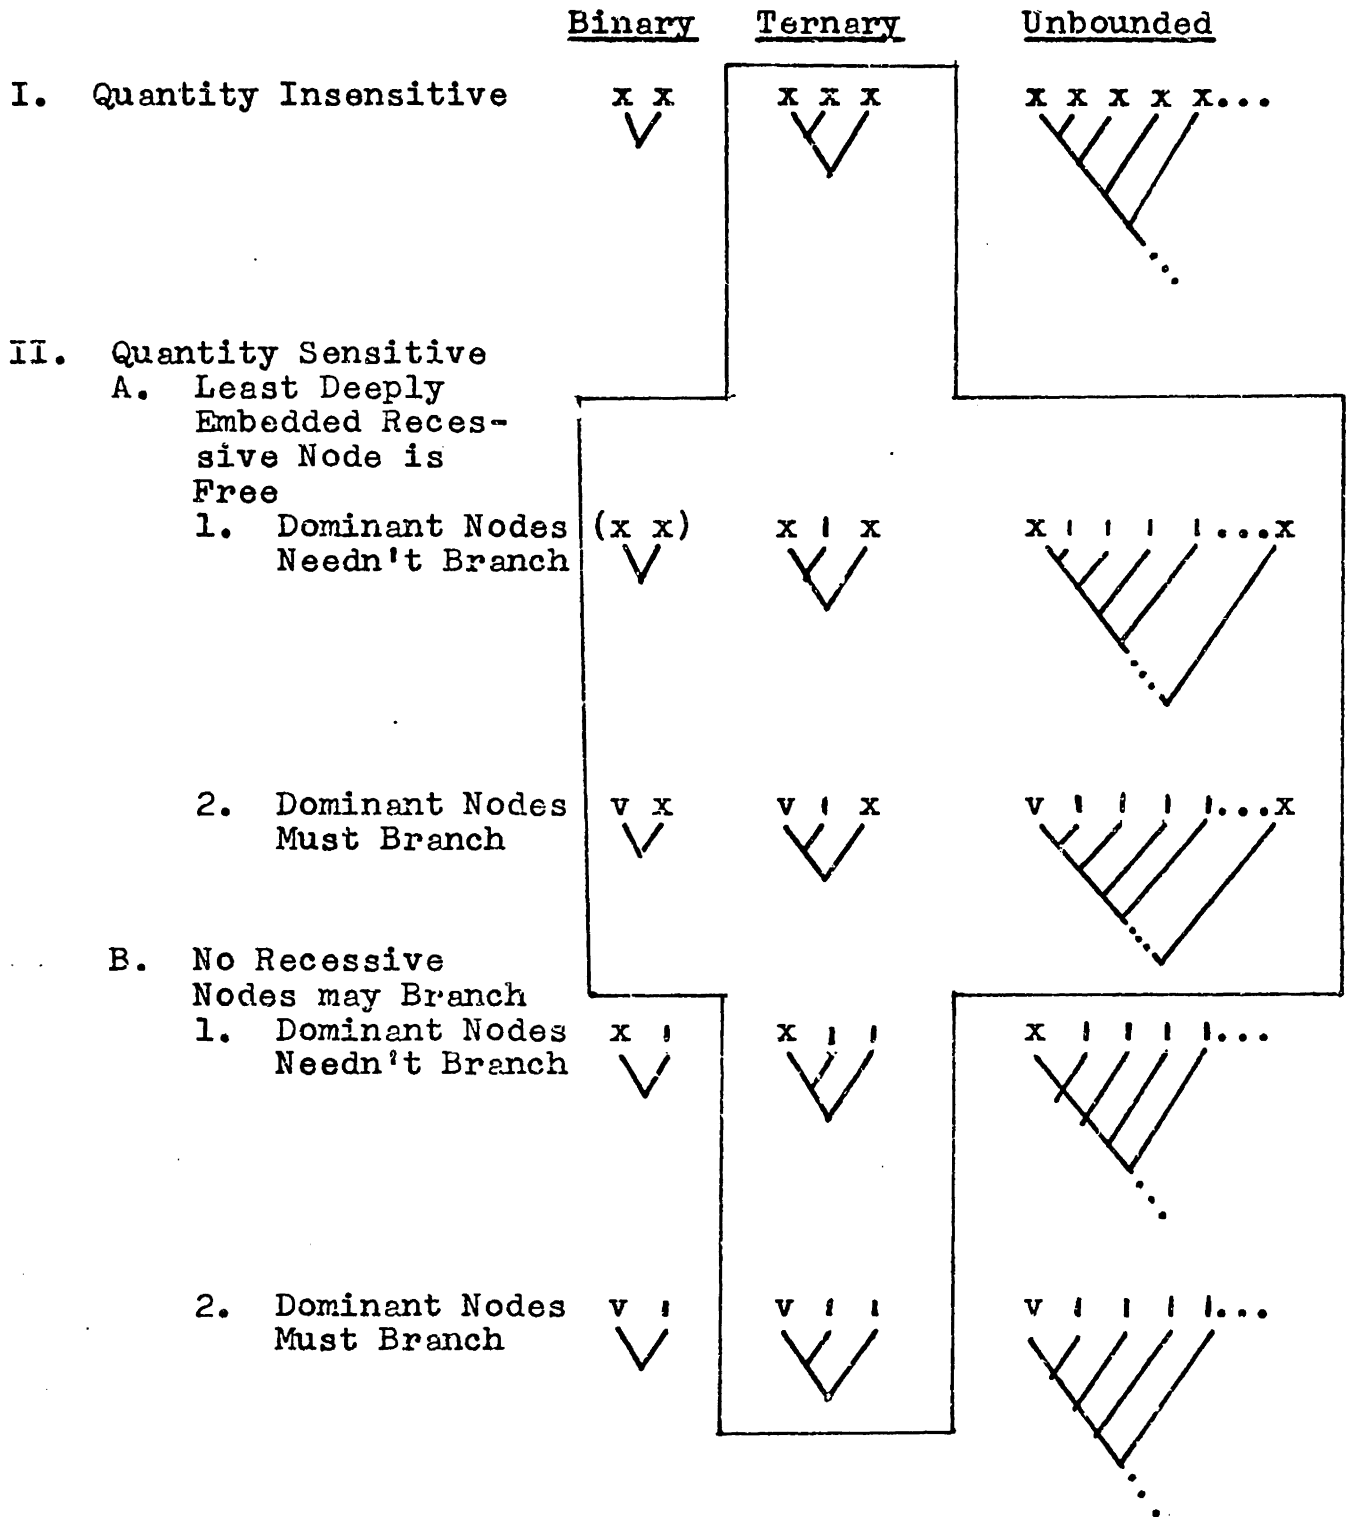 Binary Ternary Unbounded
I. Quantity Insensitive x x x x x x x x x x...
II. Quantity Sensitive
A. Least Deeply
Embedded Reces-
sive Node is
Free
1. Dominant Nodes (x x) x ı x x ı ı ı ı...x
Needn't Branch
2. Dominant Nodes v x v ı x v ı ı ı ı...x
Must Branch
B. No Recessive
Nodes may Branch
1. Dominant Nodes x ı x ı ı x ı ı ı ı...
Needn't Branch
2. Dominant Nodes v ı v ı ı v ı ı ı ı...
Must Branch